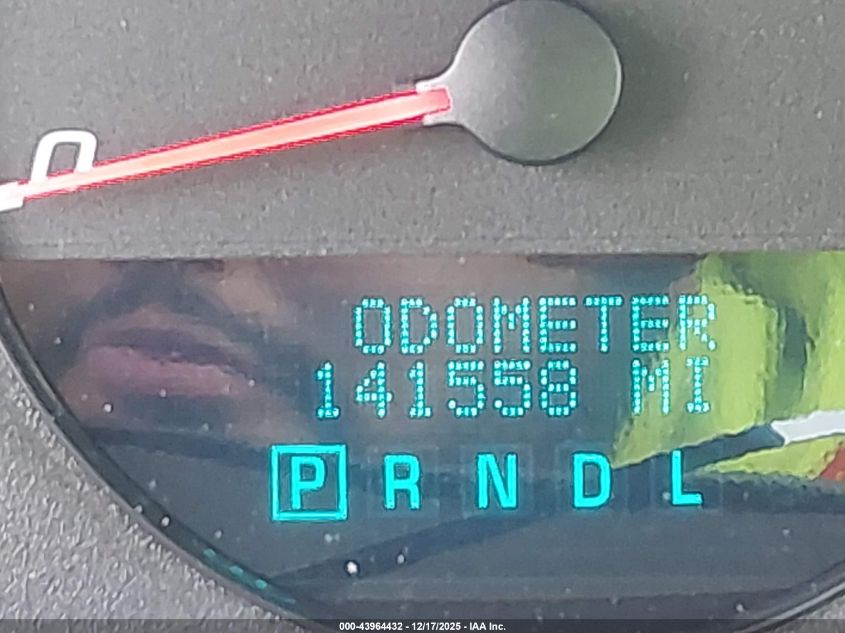 0
ODOMETER
141558 MI
P R N D L
000-43964432 - 12/17/2025 - IAA Inc.